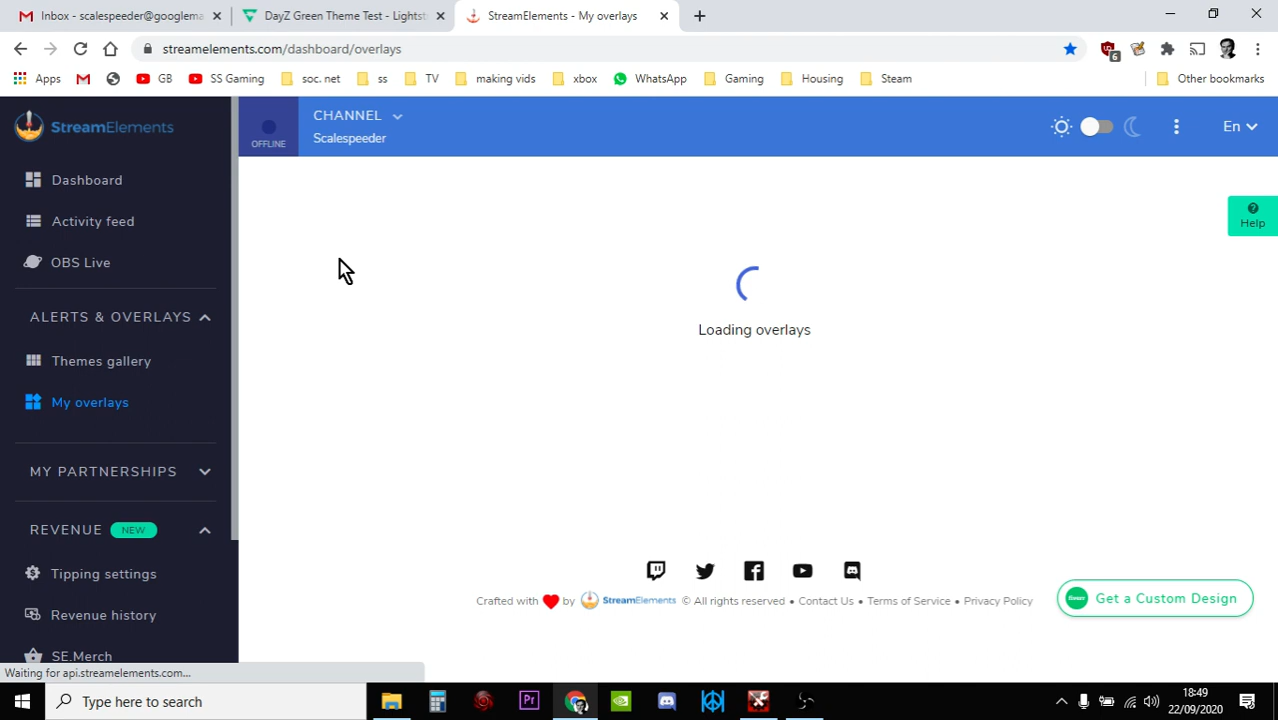 Inbox - scalespeeder@googlema
DayZ Green Theme Test - Lightst
StreamElements - My overlays
streamelements.com/dashboard/overlays
6
Apps
GB
SS Gaming
soc. net
ss
TV
making vids
xbox
WhatsApp
Gaming
Housing
Steam
Other bookmarks
StreamElements
OFFLINE
CHANNEL
Scalespeeder
En
Dashboard
Activity feed
OBS Live
ALERTS & OVERLAYS
Themes gallery
My overlays
MY PARTNERSHIPS
REVENUE NEW
Tipping settings
Revenue history
SE.Merch
Help
Loading overlays
Crafted with by StreamElements © All rights reserved • Contact Us • Terms of Service • Privacy Policy
fiverr Get a Custom Design
Waiting for api.streamelements.com...
Type here to search
Pr
18:49
22/09/2020